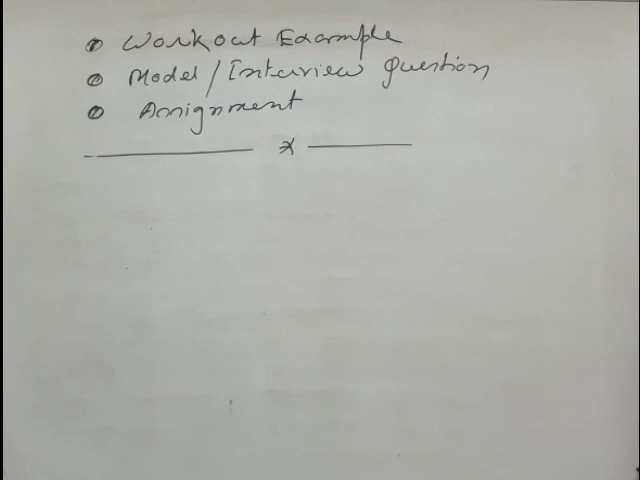 • Workout Example
• Model / Interview Question
• Assignment
x